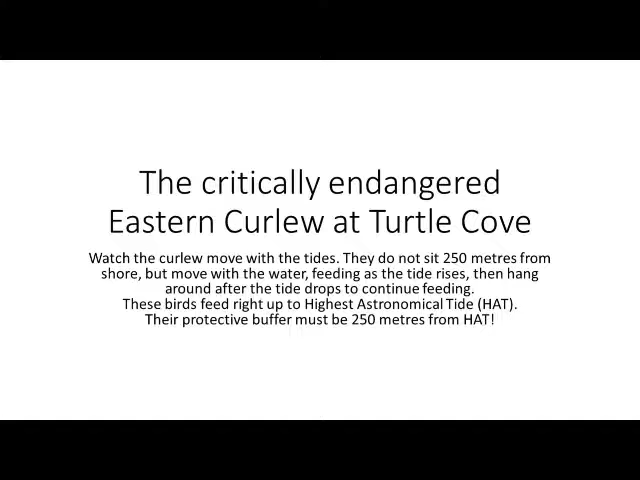 The critically endangered
Eastern Curlew at Turtle Cove
Watch the curlew move with the tides. They do not sit 250 metres from
shore, but move with the water, feeding as the tide rises, then hang
around after the tide drops to continue feeding.
These birds feed right up to Highest Astronomical Tide (HAT).
Their protective buffer must be 250 metres from HAT!